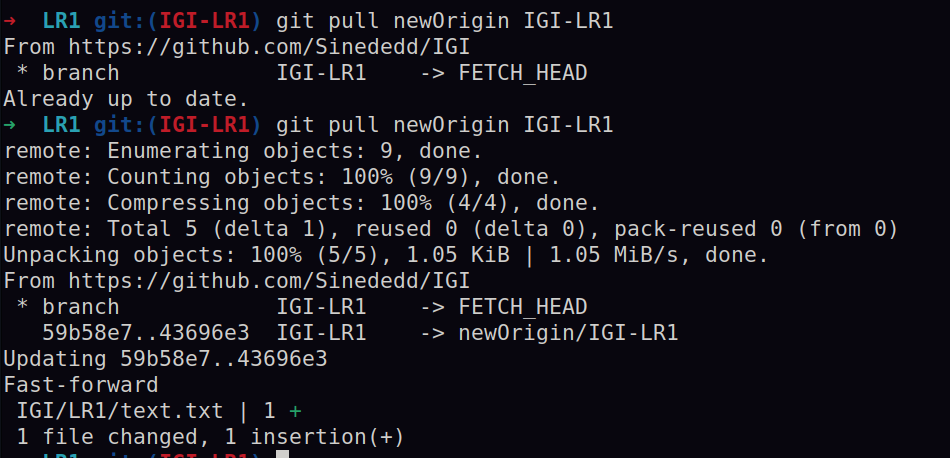 ➜  LR1 git:(IGI-LR1) git pull newOrigin IGI-LR1
From https://github.com/Sinededd/IGI
 * branch            IGI-LR1    -> FETCH_HEAD
Already up to date.
➜  LR1 git:(IGI-LR1) git pull newOrigin IGI-LR1
remote: Enumerating objects: 9, done.
remote: Counting objects: 100% (9/9), done.
remote: Compressing objects: 100% (4/4), done.
remote: Total 5 (delta 1), reused 0 (delta 0), pack-reused 0 (from 0)
Unpacking objects: 100% (5/5), 1.05 KiB | 1.05 MiB/s, done.
From https://github.com/Sinededd/IGI
 * branch            IGI-LR1    -> FETCH_HEAD
   59b58e7..43696e3  IGI-LR1    -> newOrigin/IGI-LR1
Updating 59b58e7..43696e3
Fast-forward
 IGI/LR1/text.txt | 1 +
 1 file changed, 1 insertion(+)
LR1 git:(IGI-LR1)